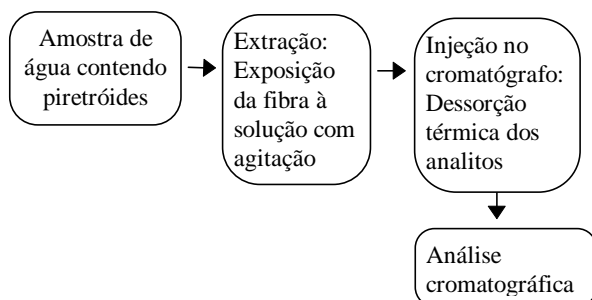 Amostra de
água contendo
piretróides
Extração:
Exposição
da fibra à
solução com
agitação
Injeção no
cromatógrafo:
Dessorção
térmica dos
analitos
Análise
cromatográfica